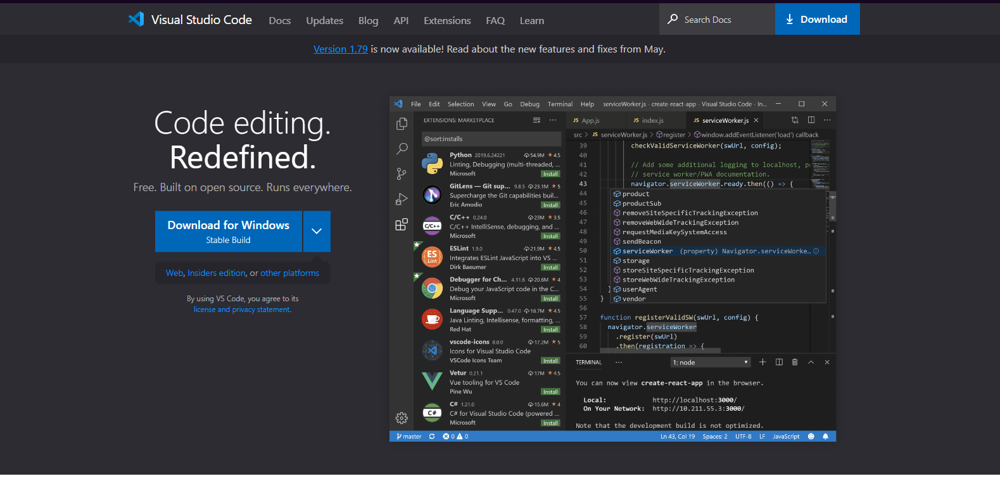 Visual Studio Code Docs Updates Blog API Extensions FAQ Learn Search Docs Download
Version 1.79 is now available! Read about the new features and fixes from May.
Code editing.
Redefined.
Free. Built on open source. Runs everywhere.
Download for Windows
Stable Build
Web, Insiders edition, or other platforms
By using VS Code, you agree to its
license and privacy statement.
File Edit Selection View Go Debug Terminal Help serviceWorker.js - create-react-app - Visual Studio Code - In...
EXTENSIONS: MARKETPLACE
@sort:installs
Python 2019.6.24221 54.9M 4.5
Linting, Debugging (multi-threaded, ...
Microsoft Install
GitLens — Git sup... 9.8.5 23.1M 5
Supercharge the Git capabilities buil...
Eric Amodio Install
C/C++ C/C++ 0.24.0 23M 3.5
C/C++ IntelliSense, debugging, and ...
Microsoft Install
ES Lint ESLint 1.9.0 21.9M 4.5
Integrates ESLint JavaScript into VS ...
Dirk Baeumer Install
Debugger for Ch... 4.11.6 20.6M 4
Debug your JavaScript code in the C...
Microsoft Install
Language Supp... 0.47.0 18.7M 4.5
Java Linting, Intellisense, formatting, ...
Red Hat Install
vscode-icons 8.8.0 17.2M 5
Icons for Visual Studio Code
VSCode Icons Team Install
Vetur 0.21.1 17M 4.5
Vue tooling for VS Code
Pine Wu Install
C# C# 1.21.0 15.6M 4
C# for Visual Studio Code (powered ...
Microsoft Install
JS App.js JS index.js JS serviceWorker.js
src > JS serviceWorker.js > register > window.addEventListener('load') callback
39 checkValidServiceWorker(swUrl, config);
40
41 // Add some additional logging to localhost, po
42 // service worker/PWA documentation.
43 navigator.serviceWorker.ready.then(() => {
44 product
45 productSub
46 removeSiteSpecificTrackingException
47 removeWebWideTrackingException
48 requestMediaKeySystemAccess
49 sendBeacon
50 serviceWorker (property) Navigator.serviceWorke...
51 storage
52 storeSiteSpecificTrackingException
53 storeWebWideTrackingException
54 } userAgent
55 } vendor
56
57 function registerValidSW(swUrl, config) {
58 navigator.serviceWorker
59 .register(swUrl)
60 .then(registration => {
TERMINAL ... 1: node
You can now view create-react-app in the browser.
Local: http://localhost:3000/
On Your Network: http://10.211.55.3:3000/
Note that the development build is not optimized.
master 0 0 Ln 43, Col 19 Spaces: 2 UTF-8 LF JavaScript